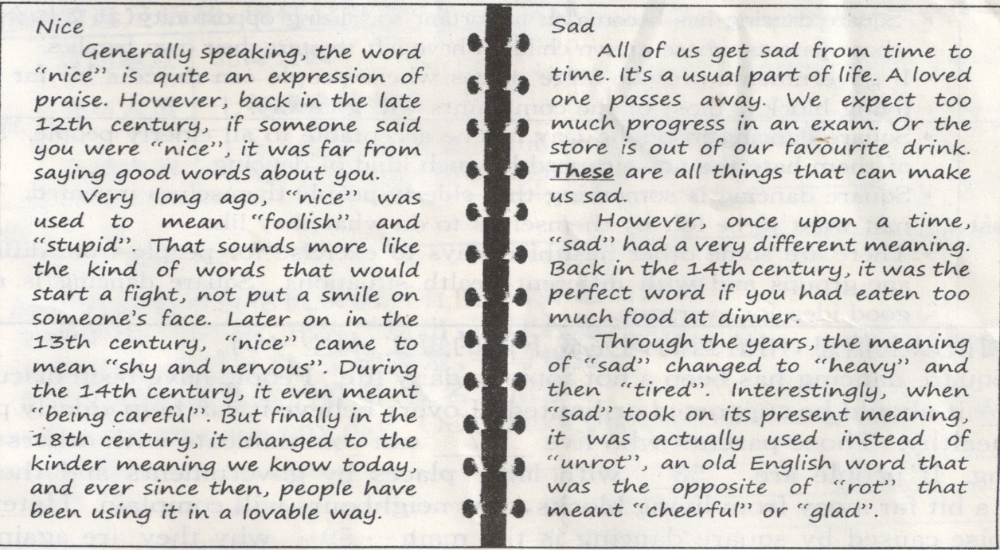 Nice
Generally speaking, the word
“nice” is quite an expression of
praise. However, back in the late
12th century, if someone said
you were “nice”, it was far from
saying good words about you.
Very long ago, “nice” was
used to mean “foolish” and
“stupid”. That sounds more like
the kind of words that would
start a fight, not put a smile on
someone's face. Later on in the
13th century, “nice” came to
mean “shy and nervous”. During
the 14th century, it even meant
“being careful”. But finally in the
18th century, it changed to the
kinder meaning we know today,
and ever since then, people have
been using it in a lovable way.
Sad
All of us get sad from time to
time. It's a usual part of life. A loved
one passes away. We expect too
much progress in an exam. Or the
store is out of our favourite drink.
These are all things that can make
us sad.
However, once upon a time,
“sad” had a very different meaning.
Back in the 14th century, it was the
perfect word if you had eaten too
much food at dinner.
Through the years, the meaning
of “sad” changed to “heavy” and
then “tired”. Interestingly, when
“sad” took on its present meaning,
it was actually used instead of
“unrot”, an old English word that
was the opposite of “rot” that
meant “cheerful” or “glad”.